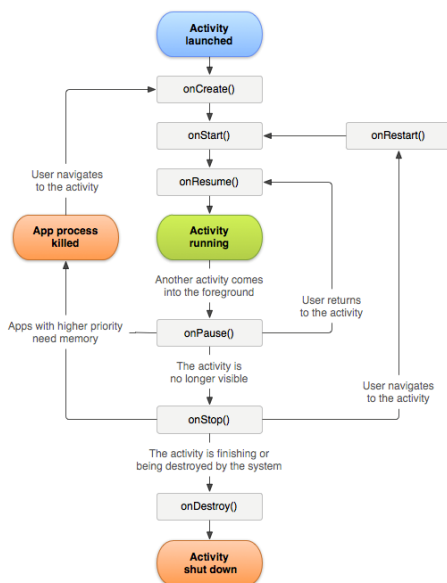 Activity
launched
onCreate()
onStart()
onRestart()
onResume()
User navigates
to the activity
App process
killed
Activity
running
Another activity comes
into the foreground
User returns
to the activity
Apps with higher priority
need memory
onPause()
The activity is
no longer visible
User navigates
to the activity
onStop()
The activity is finishing or
being destroyed by the system
onDestroy()
Activity
shut down